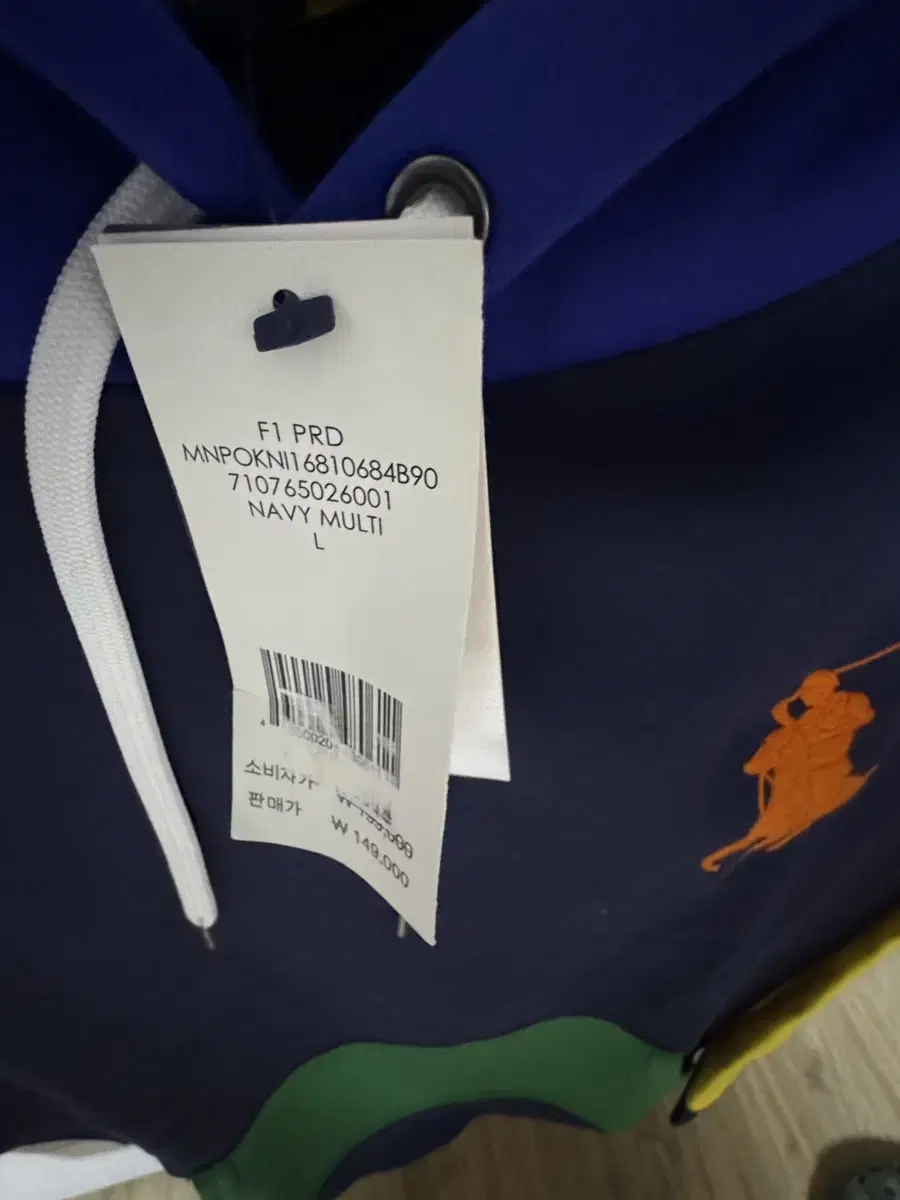 F1 PRD
MNPOKNI16810684B90
710765026001
NAVY MULTI
L
소비자가
판매가 ₩ 149,000